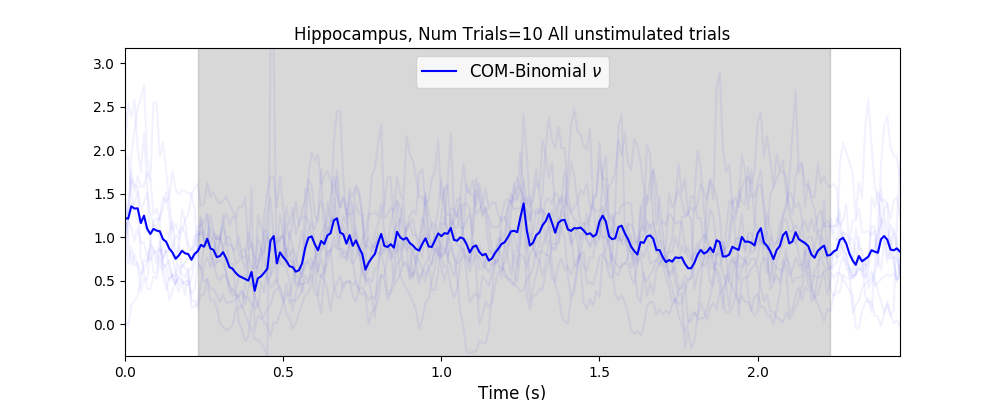 Hippocampus, Num Trials=10 All unstimulated trials
COM-Binomial ν
3.0
2.5
2.0
1.5
1.0
0.5
0.0
0.0 0.5 1.0 1.5 2.0
Time (s)